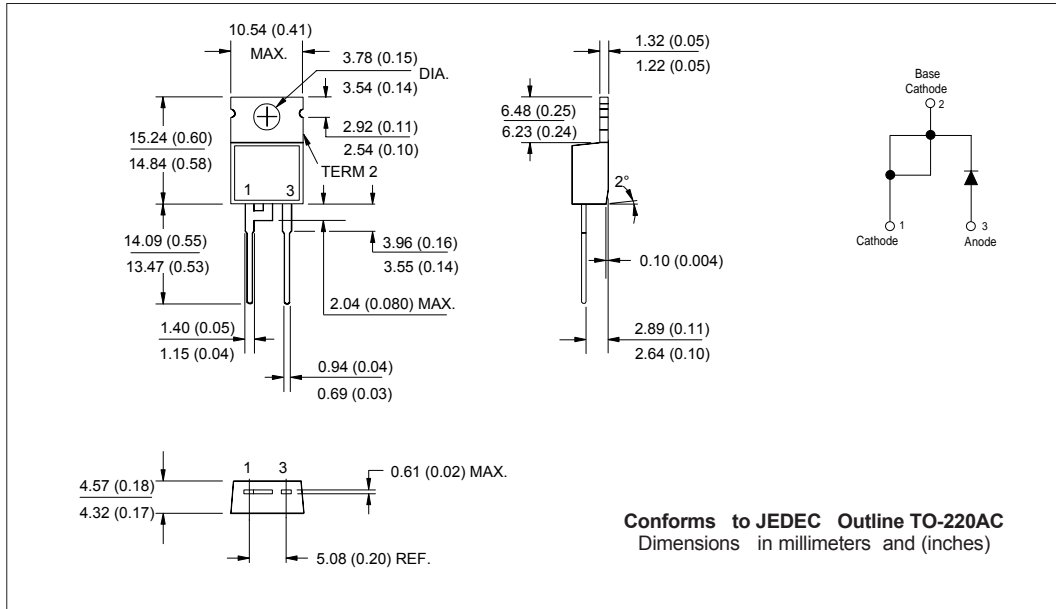 10.54 (0.41)
MAX.
3.78 (0.15)
3.54 (0.14)
DIA.
2.92 (0.11)
2.54 (0.10)
TERM 2
15.24 (0.60)
14.84 (0.58)
1 3
14.09 (0.55)
13.47 (0.53)
3.96 (0.16)
3.55 (0.14)
2.04 (0.080) MAX.
1.40 (0.05)
1.15 (0.04)
0.94 (0.04)
0.69 (0.03)
1.32 (0.05)
1.22 (0.05)
6.48 (0.25)
6.23 (0.24)
2°
0.10 (0.004)
2.89 (0.11)
2.64 (0.10)
Base
Cathode
2
1 3
Cathode Anode
1 3
0.61 (0.02) MAX.
4.57 (0.18)
4.32 (0.17)
5.08 (0.20) REF.
Conforms to JEDEC Outline TO-220AC
Dimensions in millimeters and (inches)